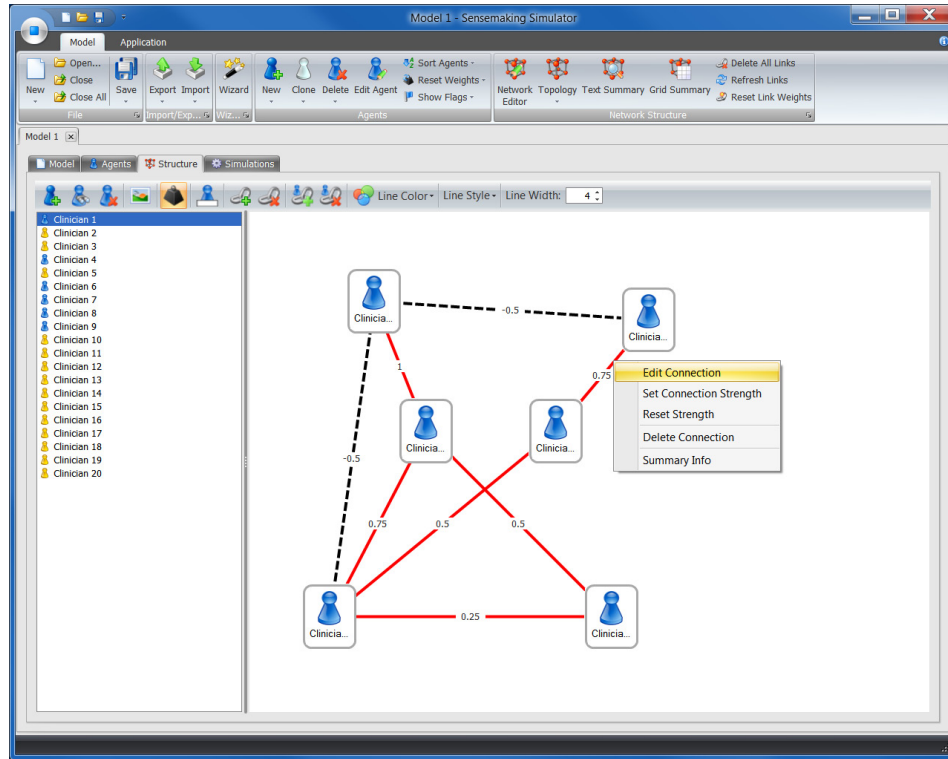 Model 1 - Sensemaking Simulator
Model Application
Open...
Close
Close All
New
Save
Export Import
Wizard
New Clone Delete Edit Agent
Sort Agents
Reset Weights
Show Flags
Network Editor
Topology
Text Summary
Grid Summary
Delete All Links
Refresh Links
Reset Link Weights
File
Import/Exp...
Wiz...
Agents
Network Structure
Model 1
Model Agents Structure Simulations
Line Color Line Style Line Width: 4
Clinician 1
Clinician 2
Clinician 3
Clinician 4
Clinician 5
Clinician 6
Clinician 7
Clinician 8
Clinician 9
Clinician 10
Clinician 11
Clinician 12
Clinician 13
Clinician 14
Clinician 15
Clinician 16
Clinician 17
Clinician 18
Clinician 19
Clinician 20
Clinicia...
-0.5
Clinicia...
1
0.75
Edit Connection
Set Connection Strength
Reset Strength
Delete Connection
Summary Info
Clinicia...
Clinicia...
-0.5
0.75
0.5
0.5
Clinicia...
0.25
Clinicia...